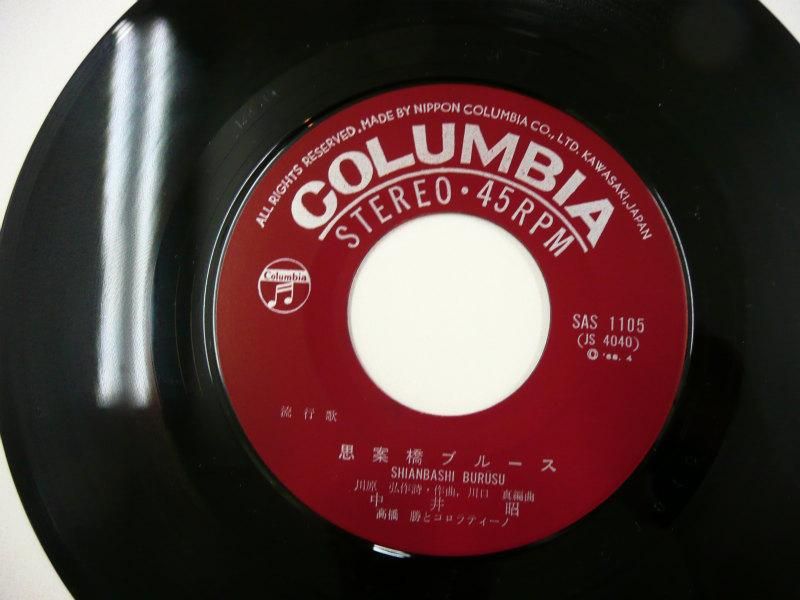 ALL RIGHTS RESERVED. MADE BY NIPPON COLUMBIA CO., LTD. KAWASAKI, JAPAN
COLUMBIA
STEREO・45RPM
Columbia
SAS 1105
(JS 4040)
©'68.4
流行歌
思案橋ブルース
SHIANBASHI BURUSU
川原 弘作詩・作曲, 川口 真編曲
中井 昭
高橋 勝とコロラティーノ